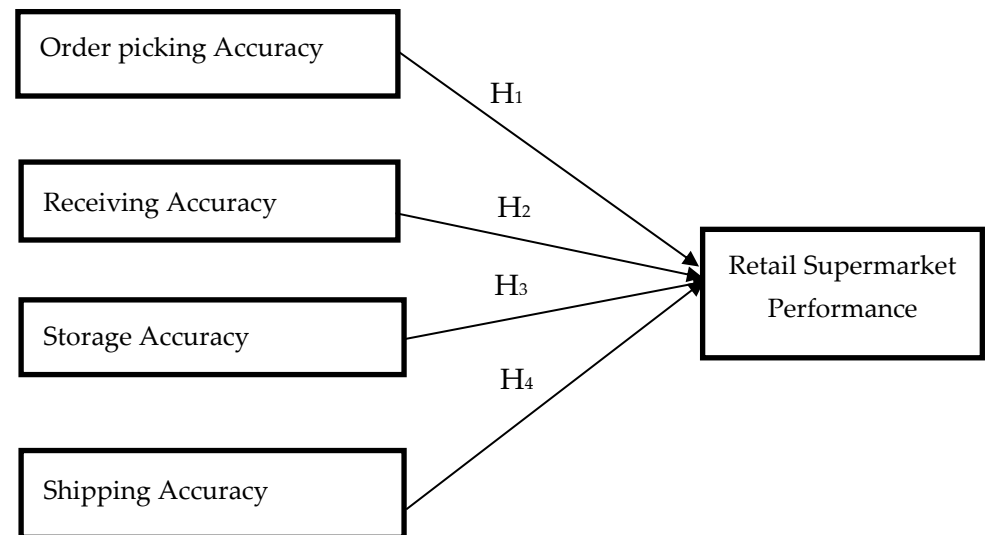 Order picking Accuracy
H₁
Receiving Accuracy
H₂
Retail Supermarket
Performance
H₃
Storage Accuracy
H₄
Shipping Accuracy